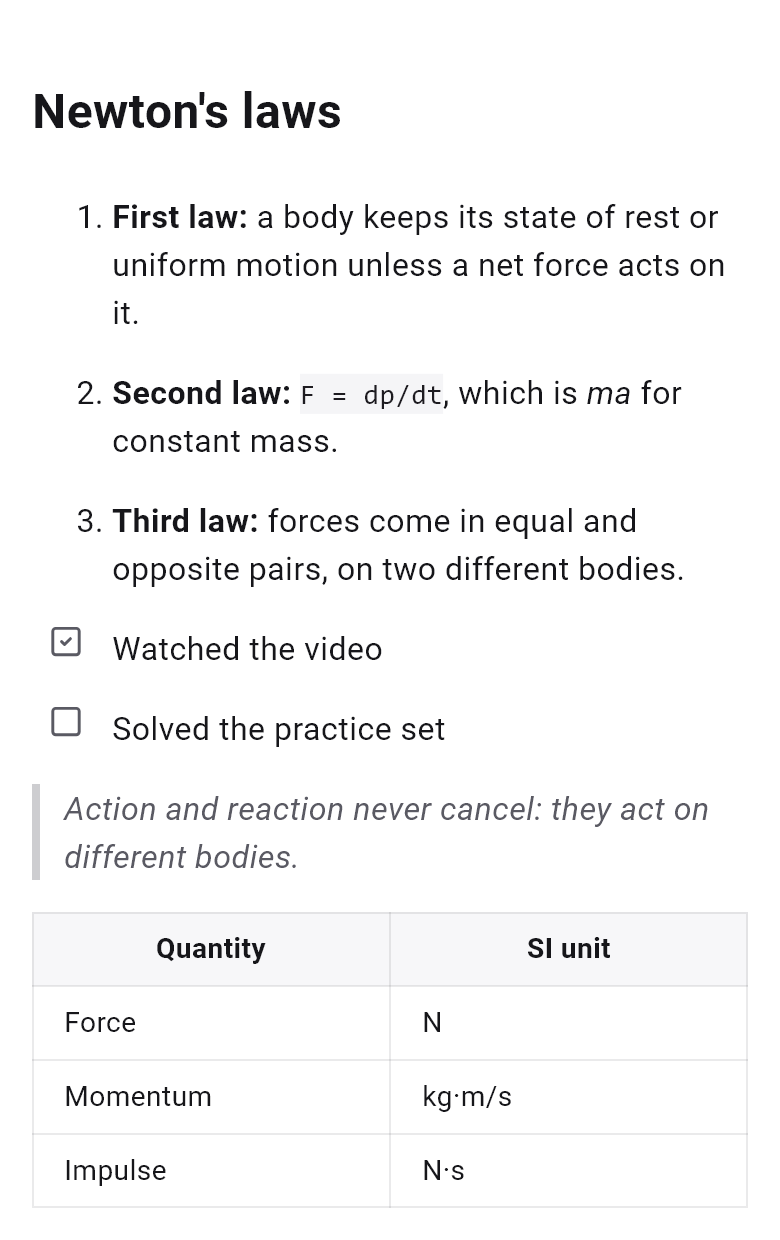 Newton's laws
1. First law: a body keeps its state of rest or
uniform motion unless a net force acts on
it.
2. Second law: F = dp/dt, which is ma for
constant mass.
3. Third law: forces come in equal and
opposite pairs, on two different bodies.
Watched the video
Solved the practice set
Action and reaction never cancel: they act on
different bodies.
Quantity SI unit
Force N
Momentum kg·m/s
Impulse N·s